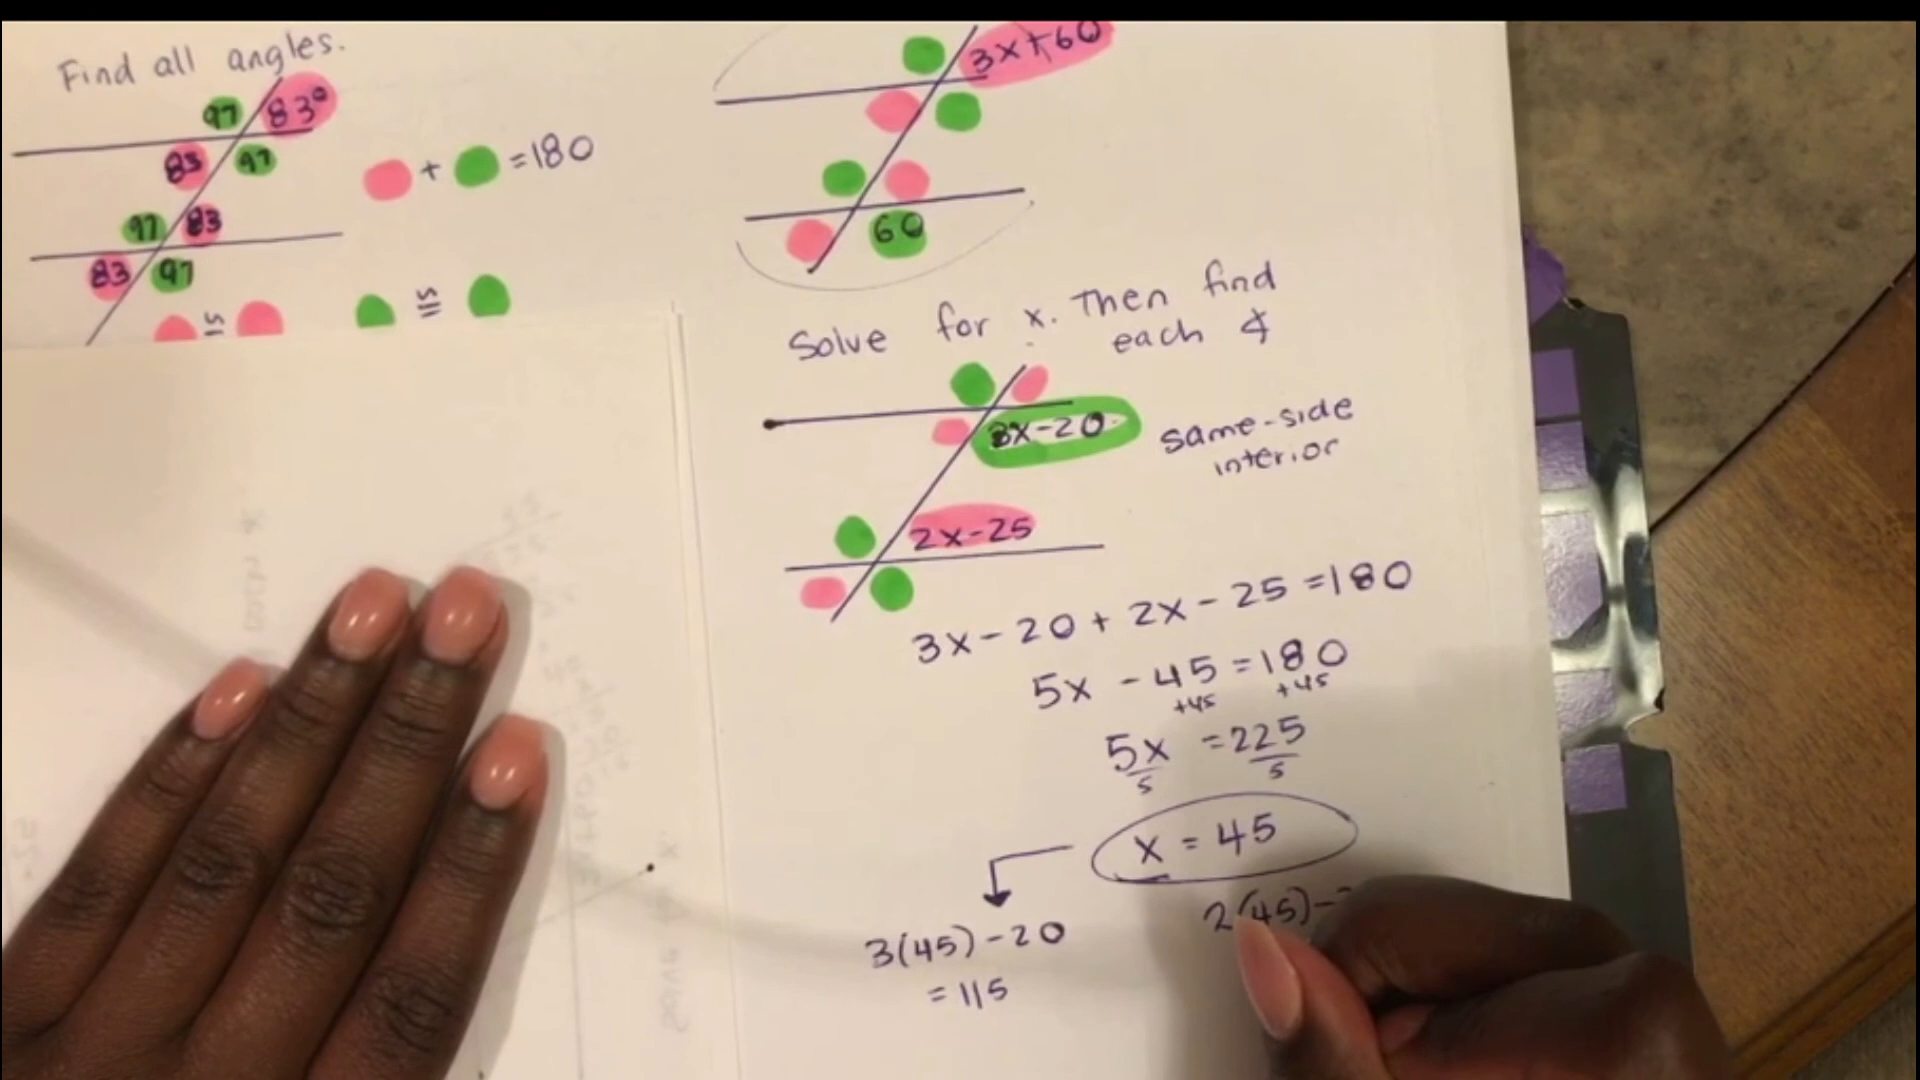 Find all angles.
97 83°
83 97
+ = 180
97 83
83 97
≅ ≅
3x+60
60
Solve for x. Then find
each ∡
3x-20
same-side
interior
2x-25
3x-20+2x-25=180
5x -45=180
+45 +45
5x =225
5 5
x = 45
3(45)-20
2(45)-
=115